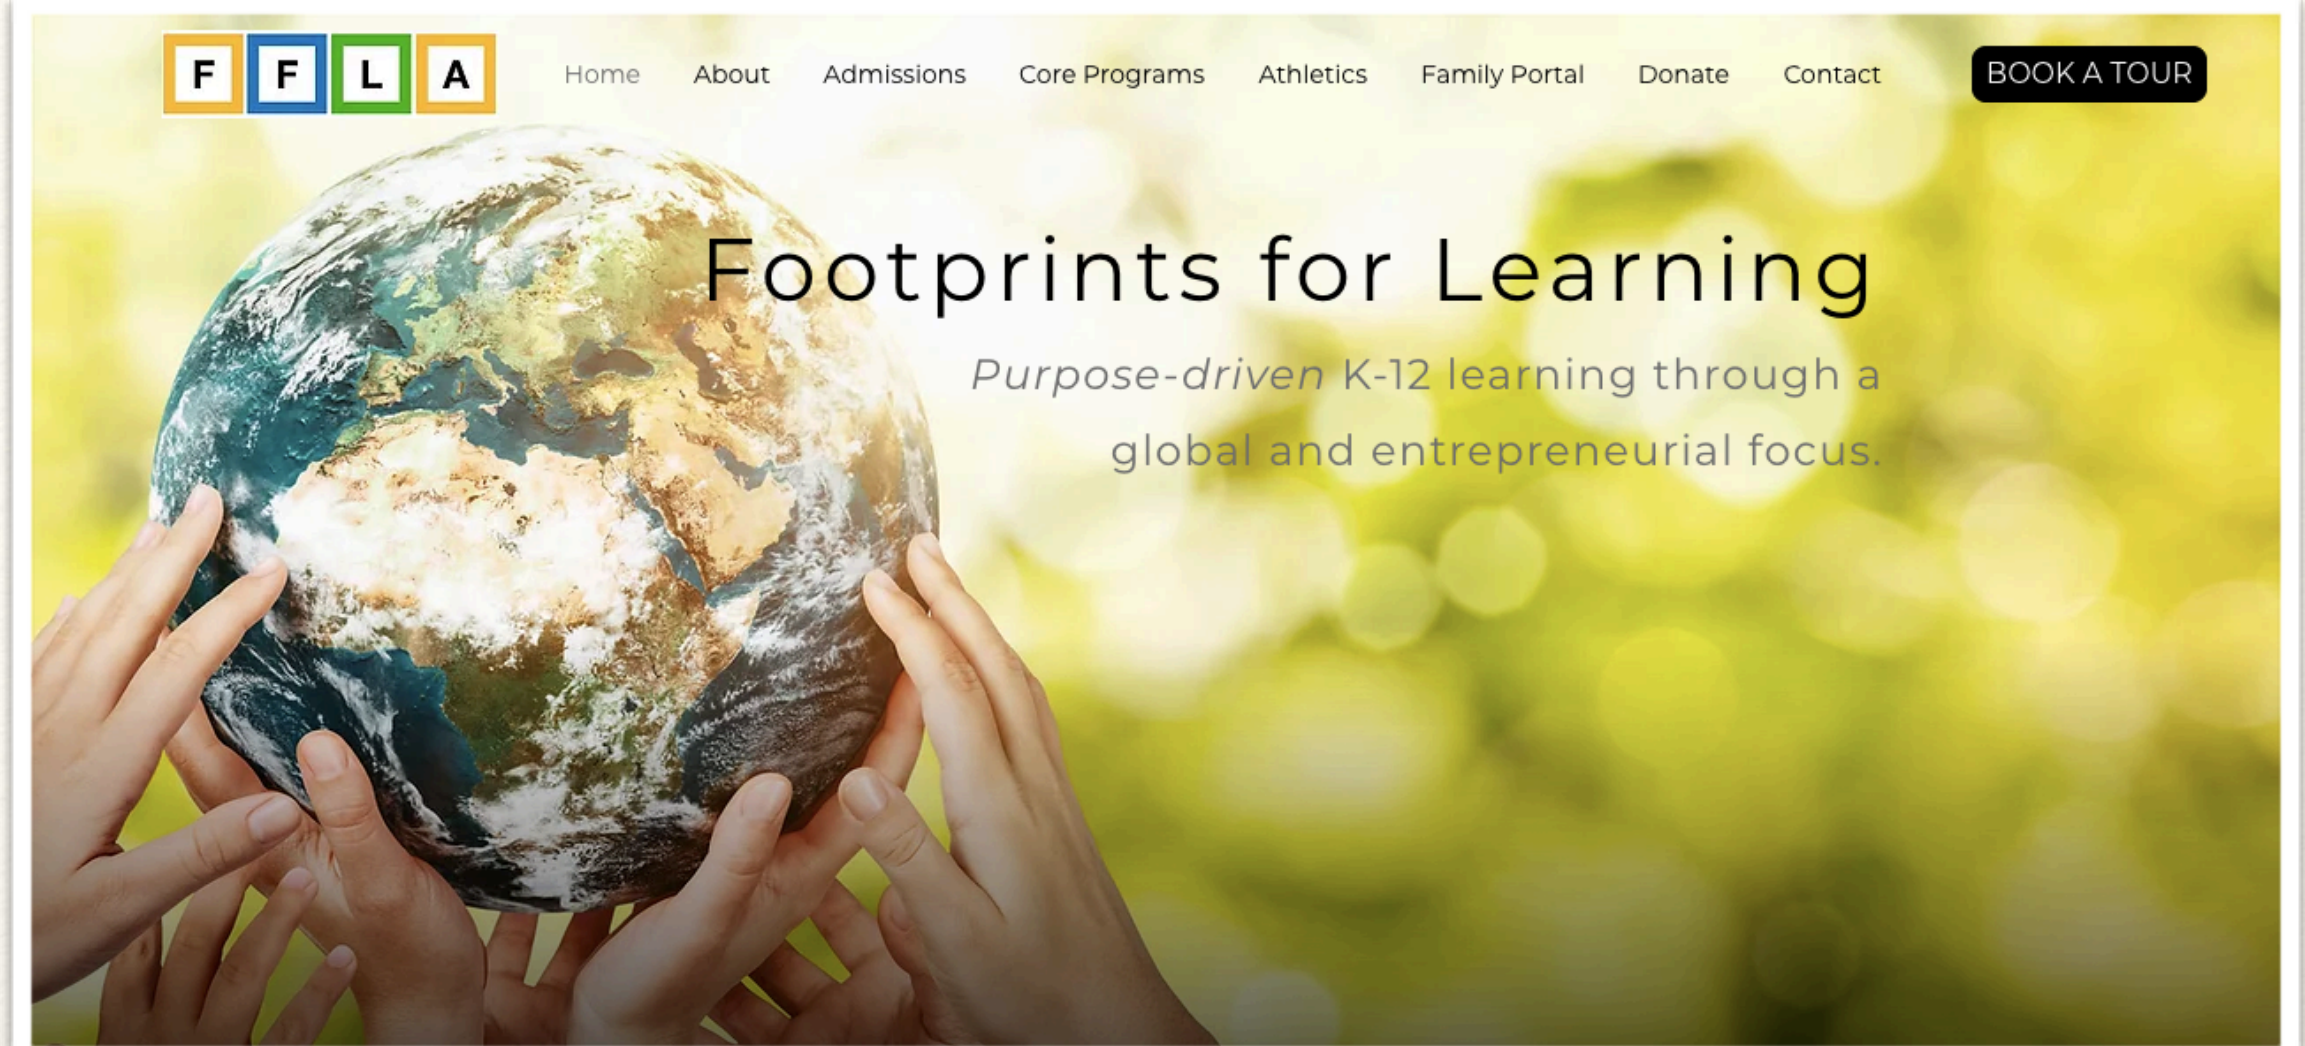 F F L A
Home About Admissions Core Programs Athletics Family Portal Donate Contact BOOK A TOUR
Footprints for Learning
Purpose-driven K-12 learning through a
global and entrepreneurial focus.